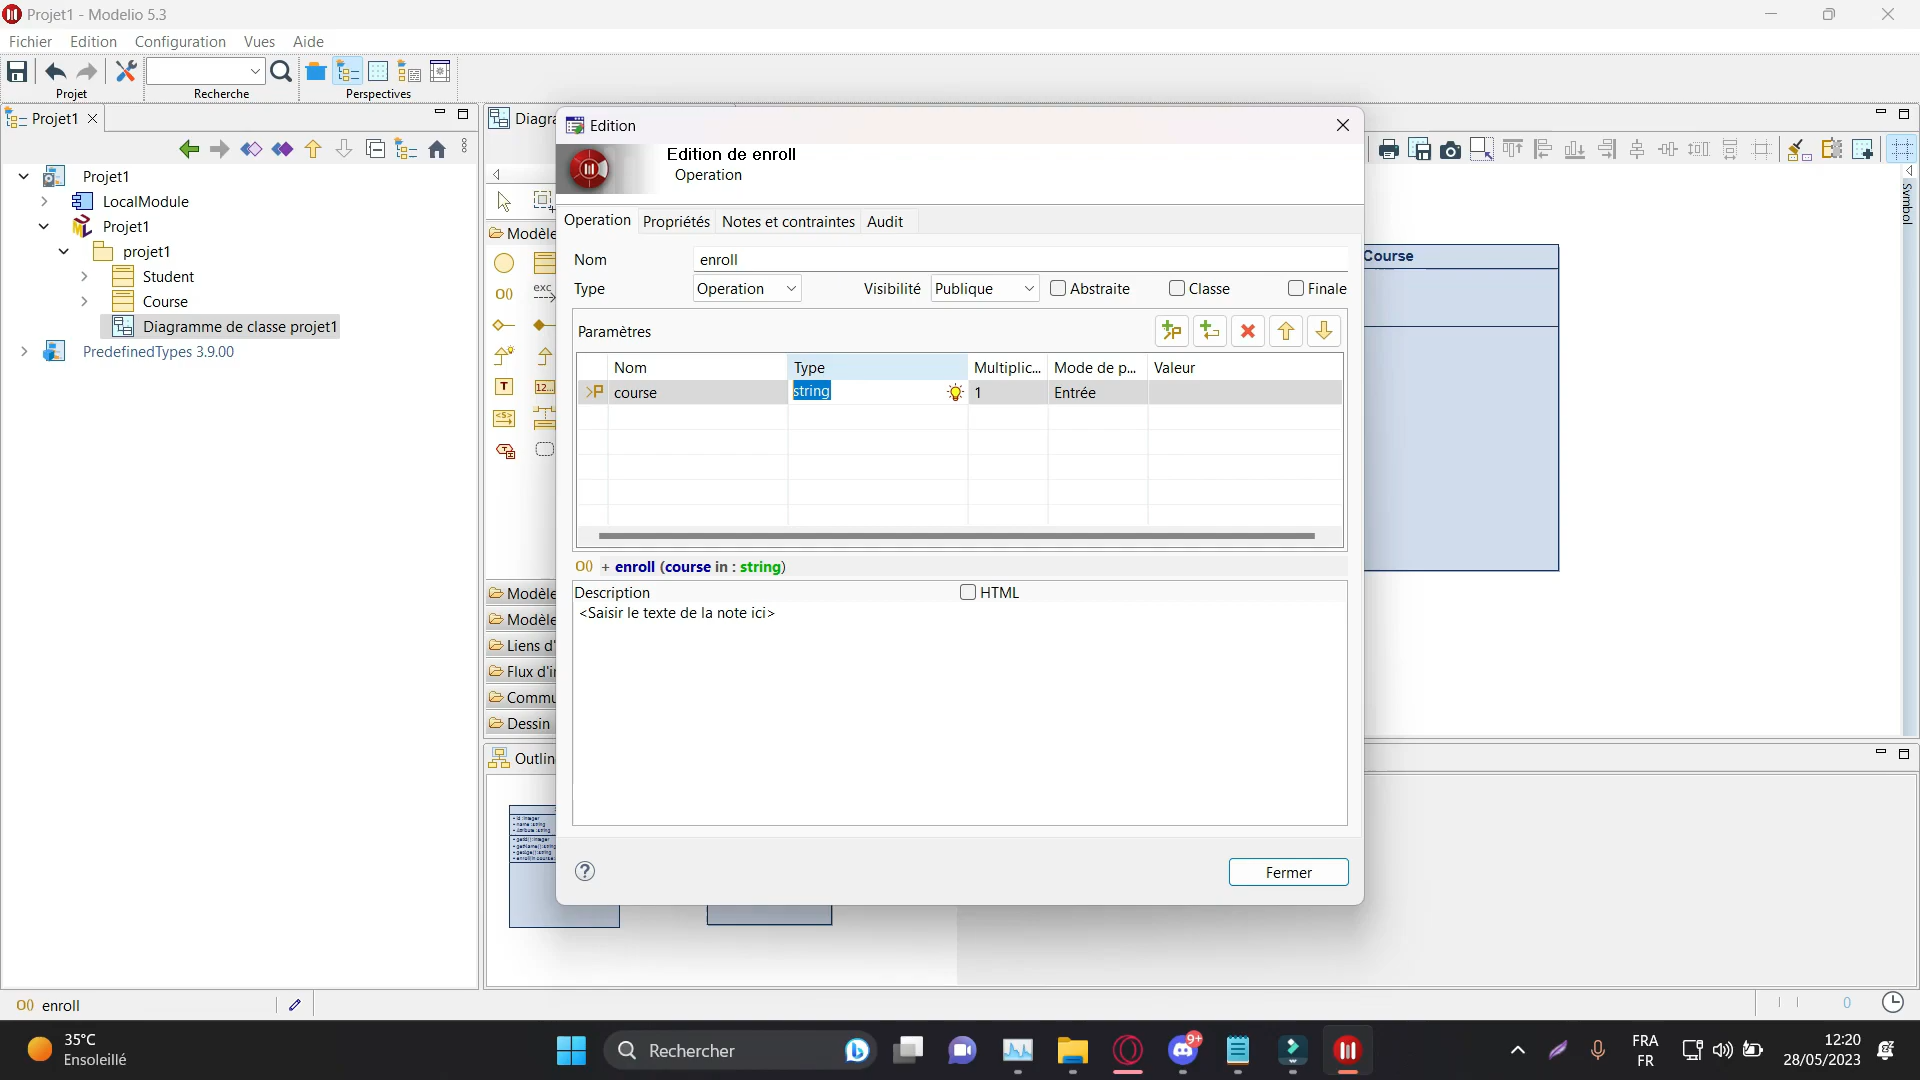 Projet1 - Modelio 5.3
Fichier Edition Configuration Vues Aide
Projet Recherche Perspectives
Projet1
Projet1
LocalModule
Projet1
projet1
Student
Course
Diagramme de classe projet1
PredefinedTypes 3.9.00
Diagra
Modèle
O()
exc
T
12...
<S>
Modèle
Modèle
Liens d'
Flux d'i
Commu
Dessin
Outlin
Edition
Edition de enroll
Operation
Operation Propriétés Notes et contraintes Audit
Nom enroll
Type Operation Visibilité Publique Abstraite Classe Finale
Paramètres
Nom Type Multiplic... Mode de p... Valeur
>P course string 1 Entrée
O() + enroll (course in : string)
Description HTML
<Saisir le texte de la note ici>
Fermer
Course
Symbol
O() enroll
0
35°C
Ensoleillé
Rechercher
9+
FRA
FR
12:20
28/05/2023